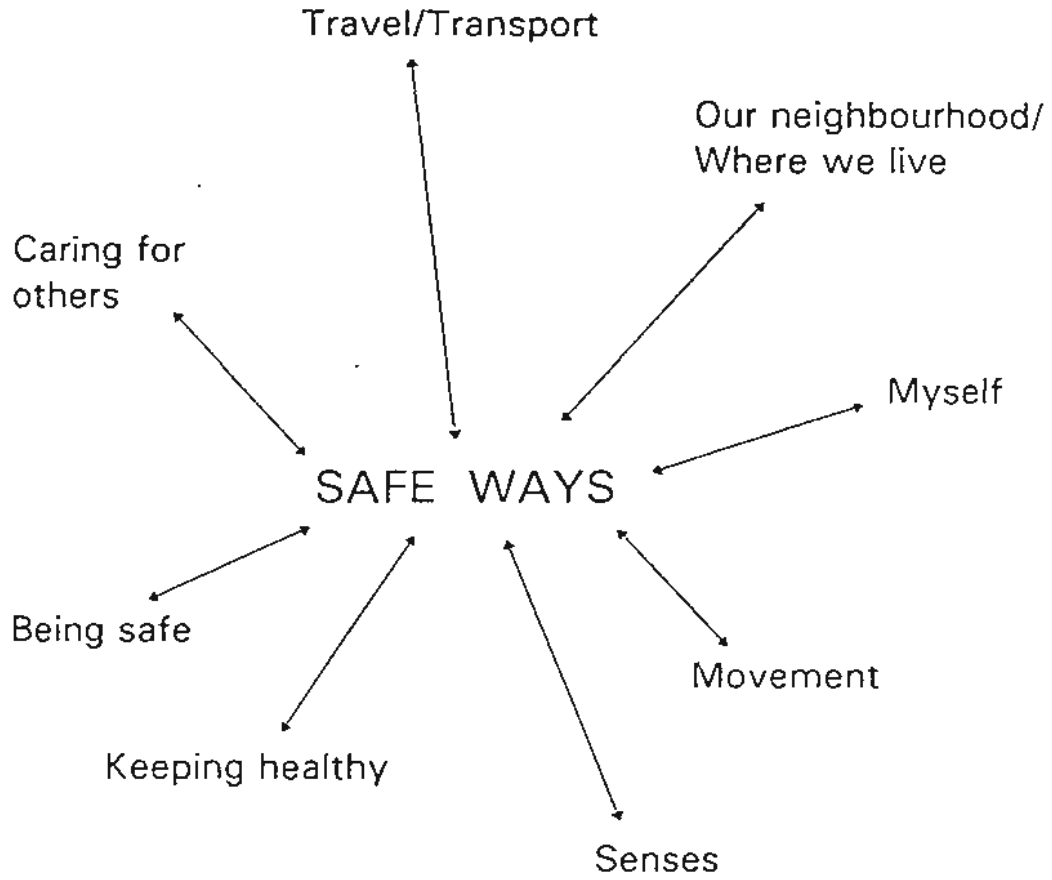 Travel/Transport
Our neighbourhood/
Where we live
Caring for
others
Myself
SAFE WAYS
Being safe
Movement
Keeping healthy
Senses